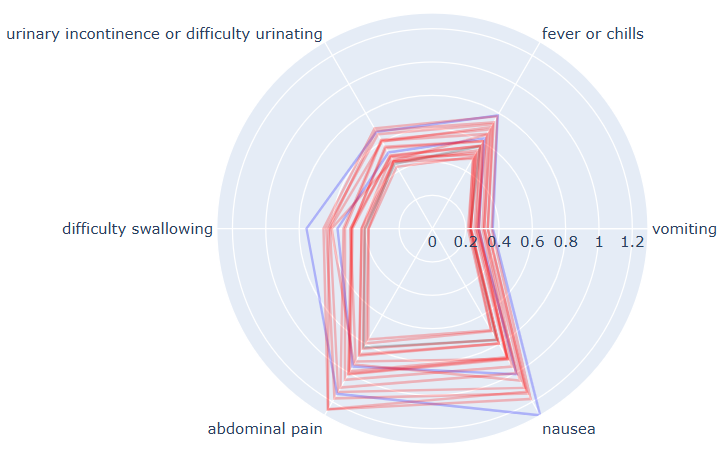 urinary incontinence or difficulty urinating
fever or chills
difficulty swallowing
vomiting
0 0.2 0.4 0.6 0.8 1 1.2
abdominal pain
nausea